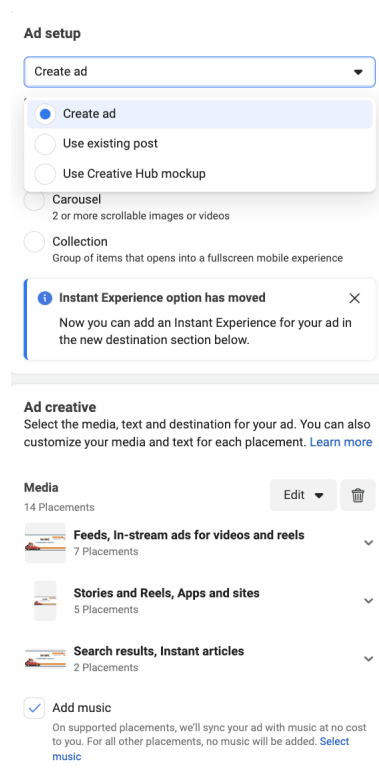 Ad setup
Create ad
Create ad
Use existing post
Use Creative Hub mockup
Carousel
2 or more scrollable images or videos
Collection
Group of items that opens into a fullscreen mobile experience
Instant Experience option has moved
Now you can add an Instant Experience for your ad in
the new destination section below.
Ad creative
Select the media, text and destination for your ad. You can also
customize your media and text for each placement. Learn more
Media
14 Placements
Edit
Feeds, In-stream ads for videos and reels
7 Placements
Stories and Reels, Apps and sites
5 Placements
Search results, Instant articles
2 Placements
Add music
On supported placements, we'll sync your ad with music at no cost
to you. For all other placements, no music will be added. Select
music